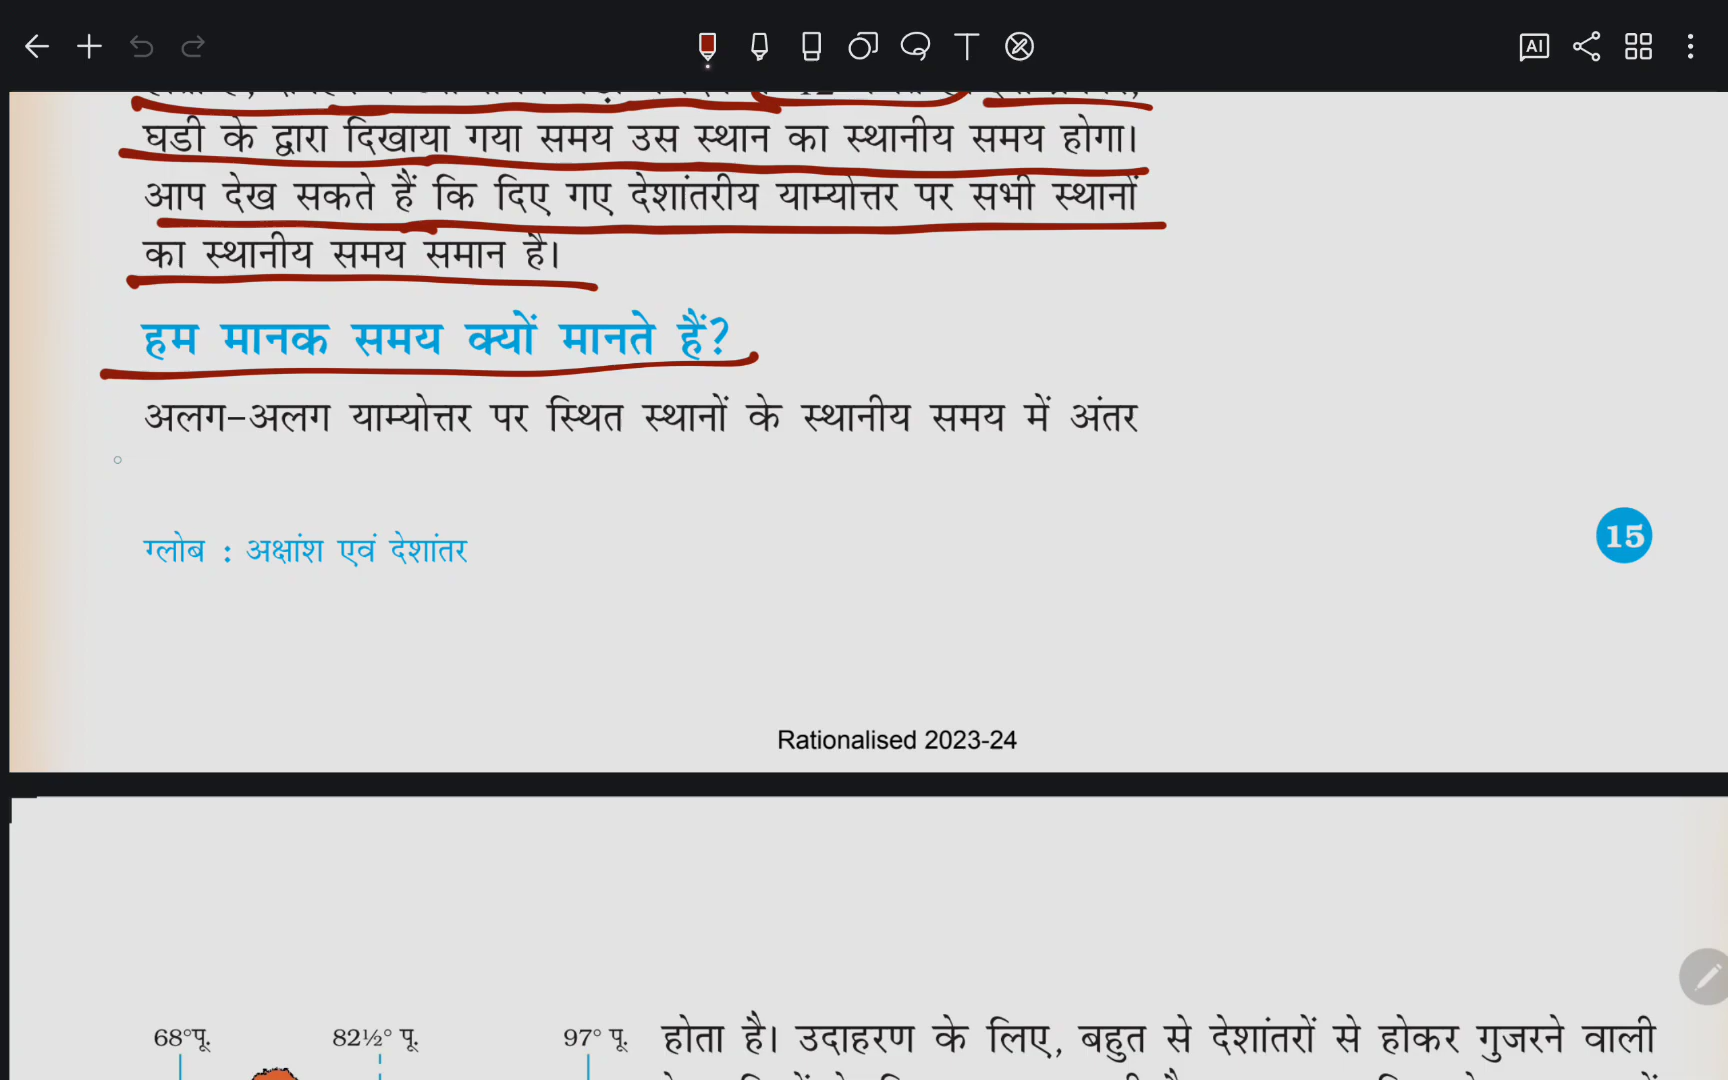 घडी के द्वारा दिखाया गया समय उस स्थान का स्थानीय समय होगा।
आप देख सकते हैं कि दिए गए देशांतरीय याम्योत्तर पर सभी स्थानों
का स्थानीय समय समान है।
हम मानक समय क्यों मानते हैं?
अलग-अलग याम्योत्तर पर स्थित स्थानों के स्थानीय समय में अंतर
ग्लोब : अक्षांश एवं देशांतर
15
Rationalised 2023-24
68°पू.
82½° पू.
97° पू.
होता है। उदाहरण के लिए, बहुत से देशांतरों से होकर गुजरने वाली